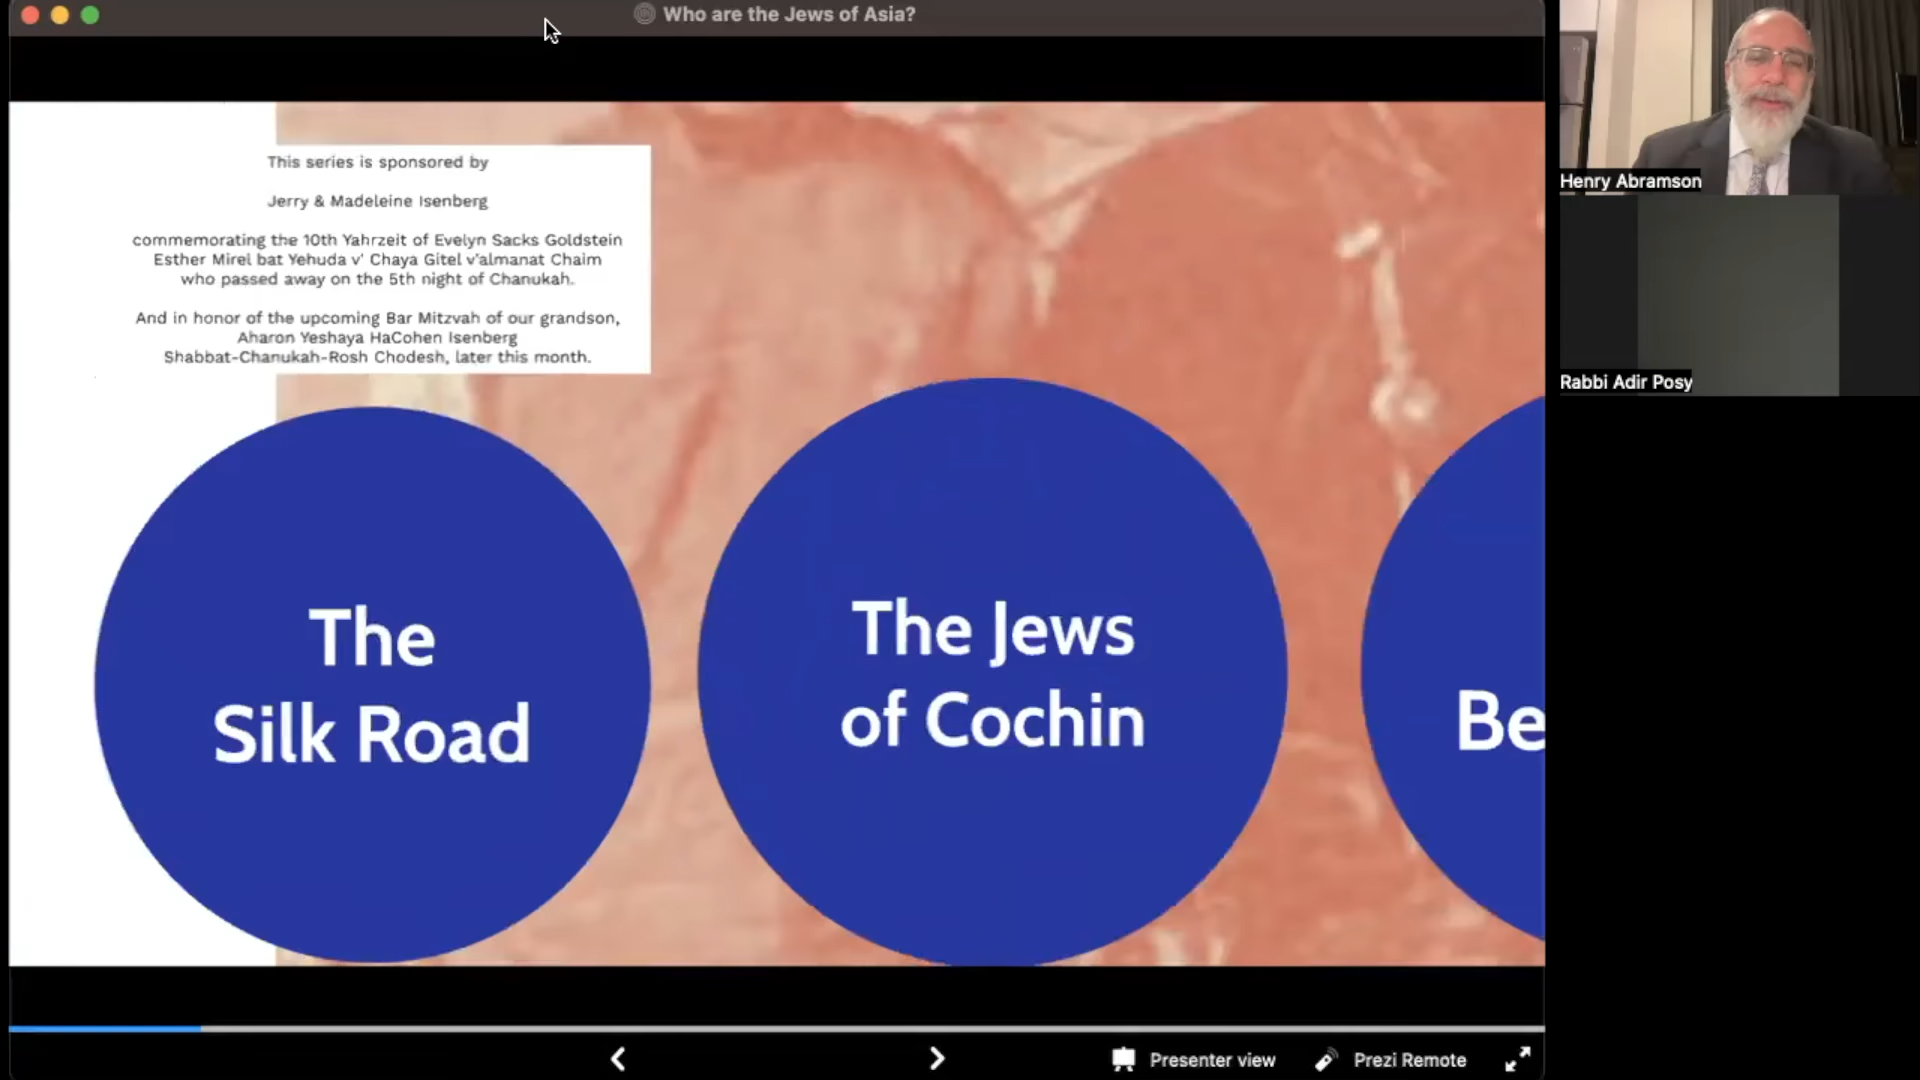 Who are the Jews of Asia?
This series is sponsored by
Jerry & Madeleine Isenberg
commemorating the 10th Yahrzeit of Evelyn Sacks Goldstein
Esther Mirel bat Yehuda v' Chaya Gitel v'almanat Chaim
who passed away on the 5th night of Chanukah.
And in honor of the upcoming Bar Mitzvah of our grandson,
Aharon Yeshaya HaCohen Isenberg
Shabbat-Chanukah-Rosh Chodesh, later this month.
The
Silk Road
The Jews
of Cochin
Be
Presenter view
Prezi Remote
Henry Abramson
Rabbi Adir Posy